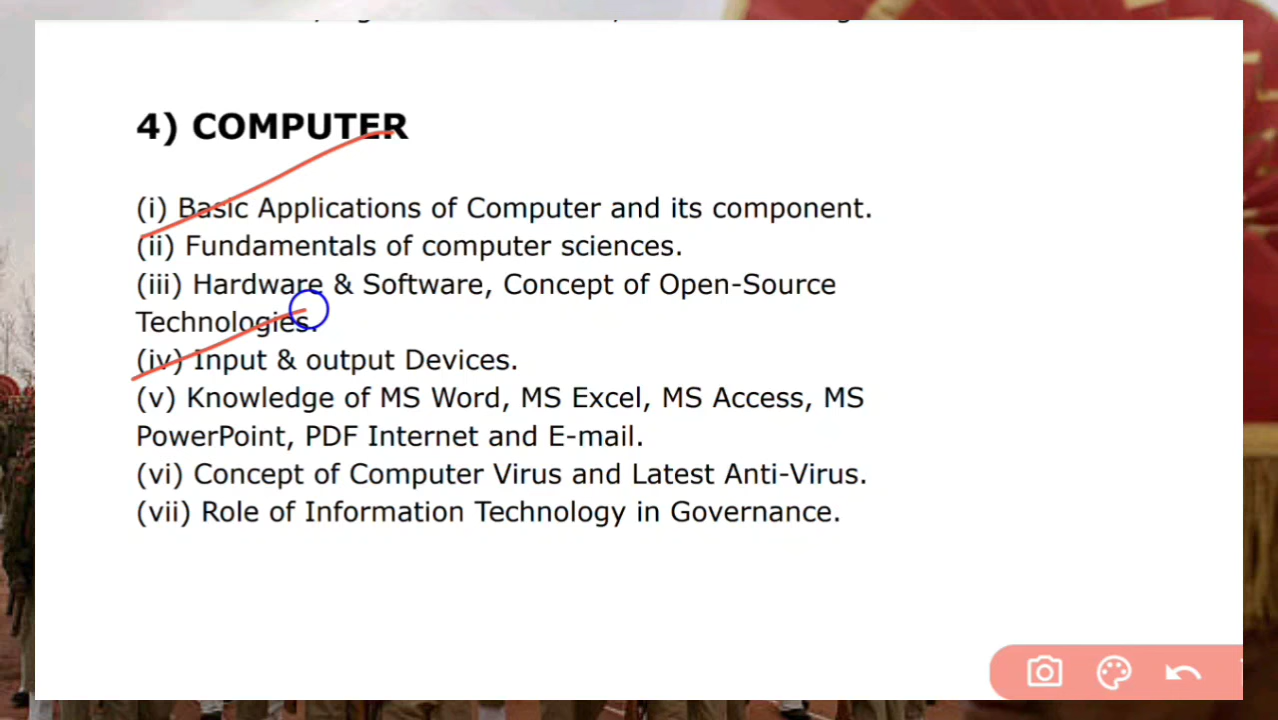 4) COMPUTER
(i) Basic Applications of Computer and its component.
(ii) Fundamentals of computer sciences.
(iii) Hardware & Software, Concept of Open-Source
Technologies.
(iv) Input & output Devices.
(v) Knowledge of MS Word, MS Excel, MS Access, MS
PowerPoint, PDF Internet and E-mail.
(vi) Concept of Computer Virus and Latest Anti-Virus.
(vii) Role of Information Technology in Governance.